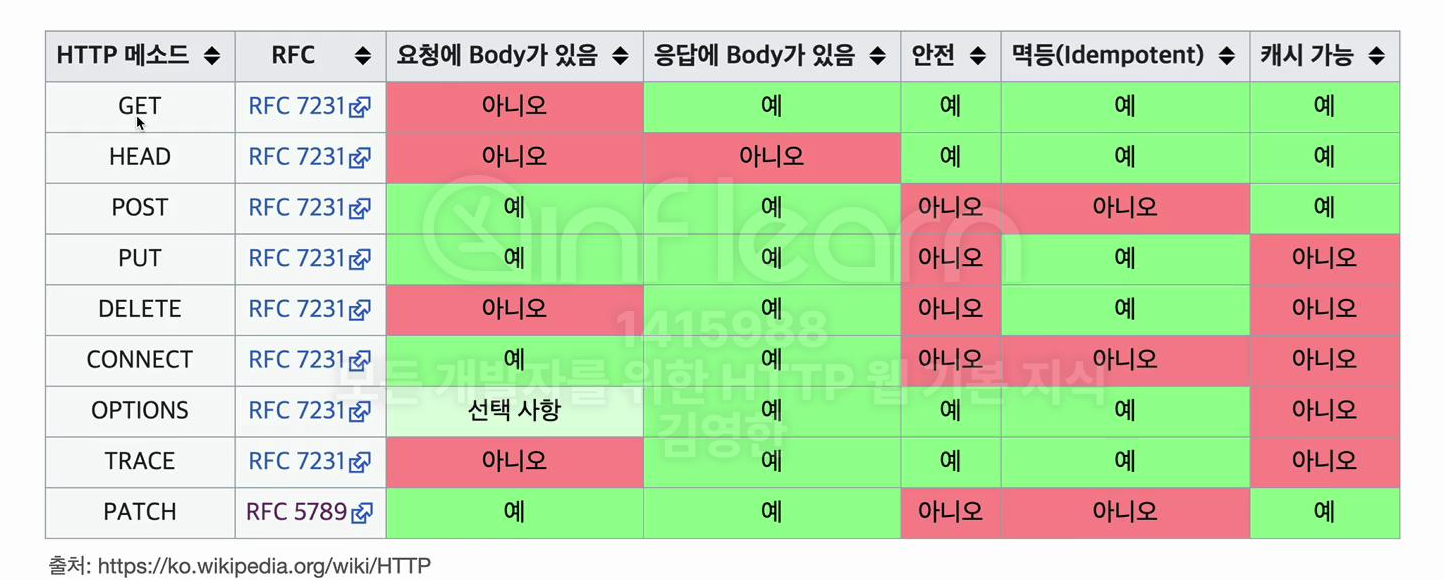 HTTP 메소드 RFC 요청에 Body가 있음 응답에 Body가 있음 안전 멱등(Idempotent) 캐시 가능
GET RFC 7231 아니오 예 예 예 예
HEAD RFC 7231 아니오 아니오 예 예 예
POST RFC 7231 예 예 아니오 아니오 예
PUT RFC 7231 예 예 아니오 예 아니오
DELETE RFC 7231 아니오 예 아니오 예 아니오
CONNECT RFC 7231 예 예 아니오 아니오 아니오
OPTIONS RFC 7231 선택 사항 예 예 예 아니오
TRACE RFC 7231 아니오 예 예 예 아니오
PATCH RFC 5789 예 예 아니오 아니오 예
inflearn
1415988
모든 개발자를 위한 HTTP 웹 기본 지식
김영한
출처: https://ko.wikipedia.org/wiki/HTTP